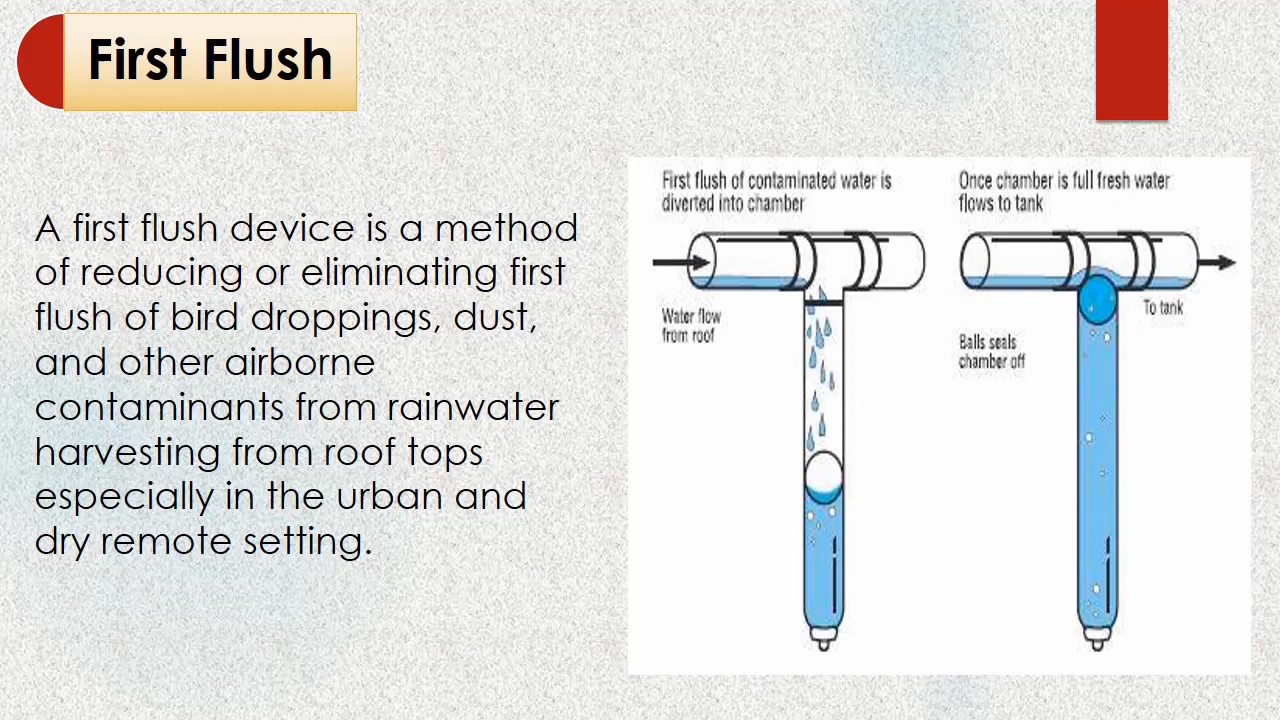 First Flush
A first flush device is a method
of reducing or eliminating first
flush of bird droppings, dust,
and other airborne
contaminants from rainwater
harvesting from roof tops
especially in the urban and
dry remote setting.
First flush of contaminated water is
diverted into chamber
Water flow
from roof
Once chamber is full fresh water
flows to tank
To tank
Balls seals
chamber off